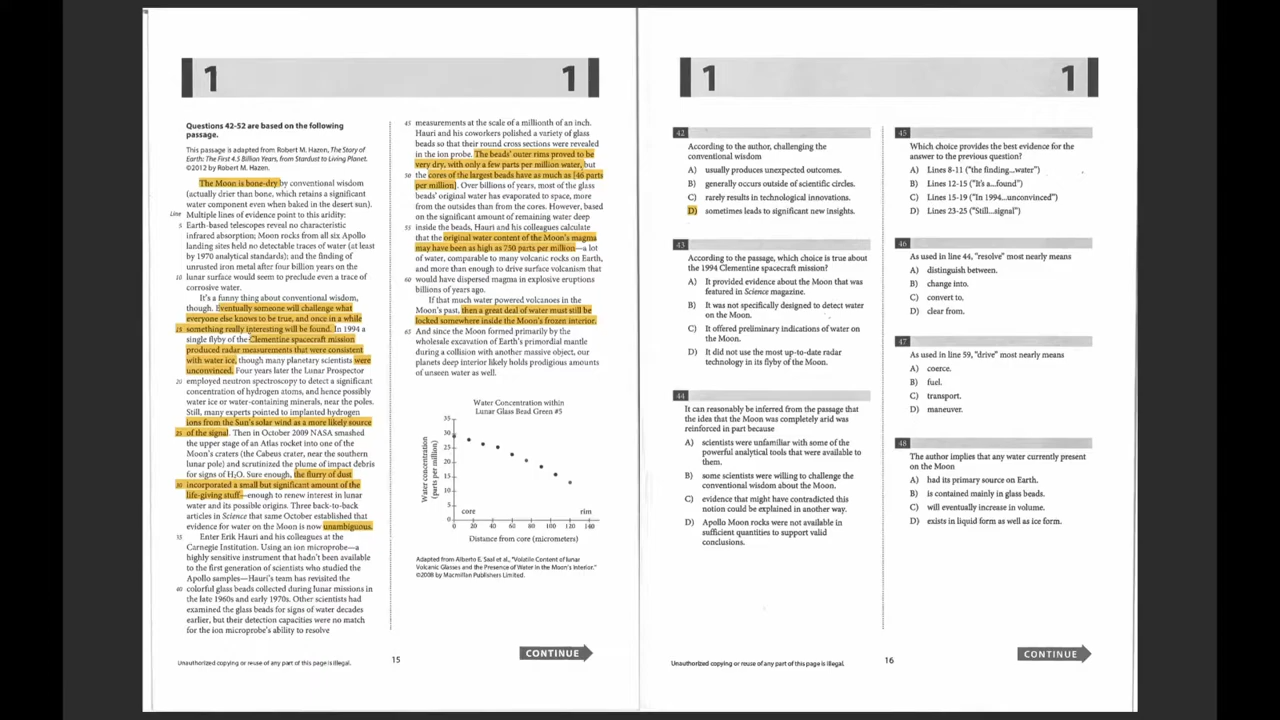 1
1
Questions 42-52 are based on the following
passage.
This passage is adapted from Robert M. Hazen, The Story of
Earth: The First 4.5 Billion Years, from Stardust to Living Planet.
©2012 by Robert M. Hazen.
The Moon is bone-dry by conventional wisdom
(actually drier than bone, which retains a significant
water component even when baked in the desert sun).
Line Multiple lines of evidence point to this aridity:
5 Earth-based telescopes reveal no characteristic
infrared absorption; Moon rocks from all six Apollo
landing sites held no detectable traces of water (at least
by 1970 analytical standards); and the finding of
unrusted iron metal after four billion years on the
10 lunar surface would seem to preclude even a trace of
corrosive water.
It's a funny thing about conventional wisdom,
though. Eventually someone will challenge what
everyone else knows to be true, and once in a while
15 something really interesting will be found. In 1994 a
single flyby of the Clementine spacecraft mission
produced radar measurements that were consistent
with water ice, though many planetary scientists were
unconvinced. Four years later the Lunar Prospector
20 employed neutron spectroscopy to detect a significant
concentration of hydrogen atoms, and hence possibly
water ice or water-containing minerals, near the poles.
Still, many experts pointed to implanted hydrogen
ions from the Sun's solar wind as a more likely source
25 of the signal. Then in October 2009 NASA smashed
the upper stage of an Atlas rocket into one of the
Moon's craters (the Cabeus crater, near the southern
lunar pole) and scrutinized the plume of impact debris
for signs of H₂O. Sure enough, the flurry of dust
30 incorporated a small but significant amount of the
life-giving stuff—enough to renew interest in lunar
water and its possible origins. Three back-to-back
articles in Science that same October established that
evidence for water on the Moon is now unambiguous.
35 Enter Erik Hauri and his colleagues at the
Carnegie Institution. Using an ion microprobe—a
highly sensitive instrument that hadn't been available
to the first generation of scientists who studied the
Apollo samples—Hauri's team has revisited the
40 colorful glass beads collected during lunar missions in
the late 1960s and early 1970s. Other scientists had
examined the glass beads for signs of water decades
earlier, but their detection capacities were no match
for the ion microprobe's ability to resolve
45 measurements at the scale of a millionth of an inch.
Hauri and his coworkers polished a variety of glass
beads so that their round cross sections were revealed
in the ion probe. The beads' outer rims proved to be
very dry, with only a few parts per million water, but
50 the cores of the largest beads have as much as [46 parts
per million]. Over billions of years, most of the glass
beads' original water has evaporated to space, more
from the outsides than from the cores. However, based
on the significant amount of remaining water deep
55 inside the beads, Hauri and his colleagues calculate
that the original water content of the Moon's magma
may have been as high as 750 parts per million—a lot
of water, comparable to many volcanic rocks on Earth,
and more than enough to drive surface volcanism that
60 would have dispersed magma in explosive eruptions
billions of years ago.
If that much water powered volcanoes in the
Moon's past, then a great deal of water must still be
locked somewhere inside the Moon's frozen interior.
65 And since the Moon formed primarily by the
wholesale excavation of Earth's primordial mantle
during a collision with another massive object, our
planets deep interior likely holds prodigious amounts
of unseen water as well.
Water Concentration within
Lunar Glass Bead Green #5
Water concentration
(parts per million)
35
30
25
20
15
10
5
0
core
rim
0 20 40 60 80 100 120 140
Distance from core (micrometers)
Adapted from Alberto E. Saal et al., "Volatile Content of lunar
Volcanic Glasses and the Presence of Water in the Moon's Interior."
©2008 by Macmillan Publishers Limited.
Unauthorized copying or reuse of any part of this page is illegal.
15
CONTINUE
1
1
42
According to the author, challenging the
conventional wisdom
A) usually produces unexpected outcomes.
B) generally occurs outside of scientific circles.
C) rarely results in technological innovations.
D) sometimes leads to significant new insights.
43
According to the passage, which choice is true about
the 1994 Clementine spacecraft mission?
A) It provided evidence about the Moon that was
featured in Science magazine.
B) It was not specifically designed to detect water
on the Moon.
C) It offered preliminary indications of water on
the Moon.
D) It did not use the most up-to-date radar
technology in its flyby of the Moon.
44
It can reasonably be inferred from the passage that
the idea that the Moon was completely arid was
reinforced in part because
A) scientists were unfamiliar with some of the
powerful analytical tools that were available to
them.
B) some scientists were willing to challenge the
conventional wisdom about the Moon.
C) evidence that might have contradicted this
notion could be explained in another way.
D) Apollo Moon rocks were not available in
sufficient quantities to support valid
conclusions.
45
Which choice provides the best evidence for the
answer to the previous question?
A) Lines 8-11 ("the finding...water")
B) Lines 12-15 ("It's a...found")
C) Lines 15-19 ("In 1994...unconvinced")
D) Lines 23-25 ("Still...signal")
46
As used in line 44, "resolve" most nearly means
A) distinguish between.
B) change into.
C) convert to.
D) clear from.
47
As used in line 59, "drive" most nearly means
A) coerce.
B) fuel.
C) transport.
D) maneuver.
48
The author implies that any water currently present
on the Moon
A) had its primary source on Earth.
B) is contained mainly in glass beads.
C) will eventually increase in volume.
D) exists in liquid form as well as ice form.
Unauthorized copying or reuse of any part of this page is illegal.
16
CONTINUE